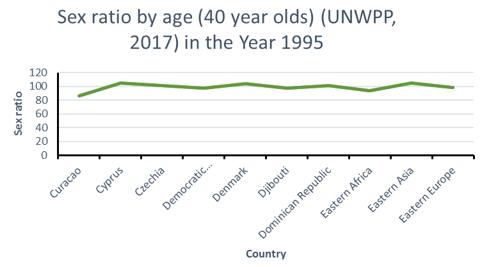 Sex ratio by age (40 year olds) (UNWPP,
2017) in the Year 1995
120
100
80
60
40
20
0
Sex ratio
Curacao
Cyprus
Czechia
Democratic...
Denmark
Djibouti
Dominican Republic
Eastern Africa
Eastern Asia
Eastern Europe
Country